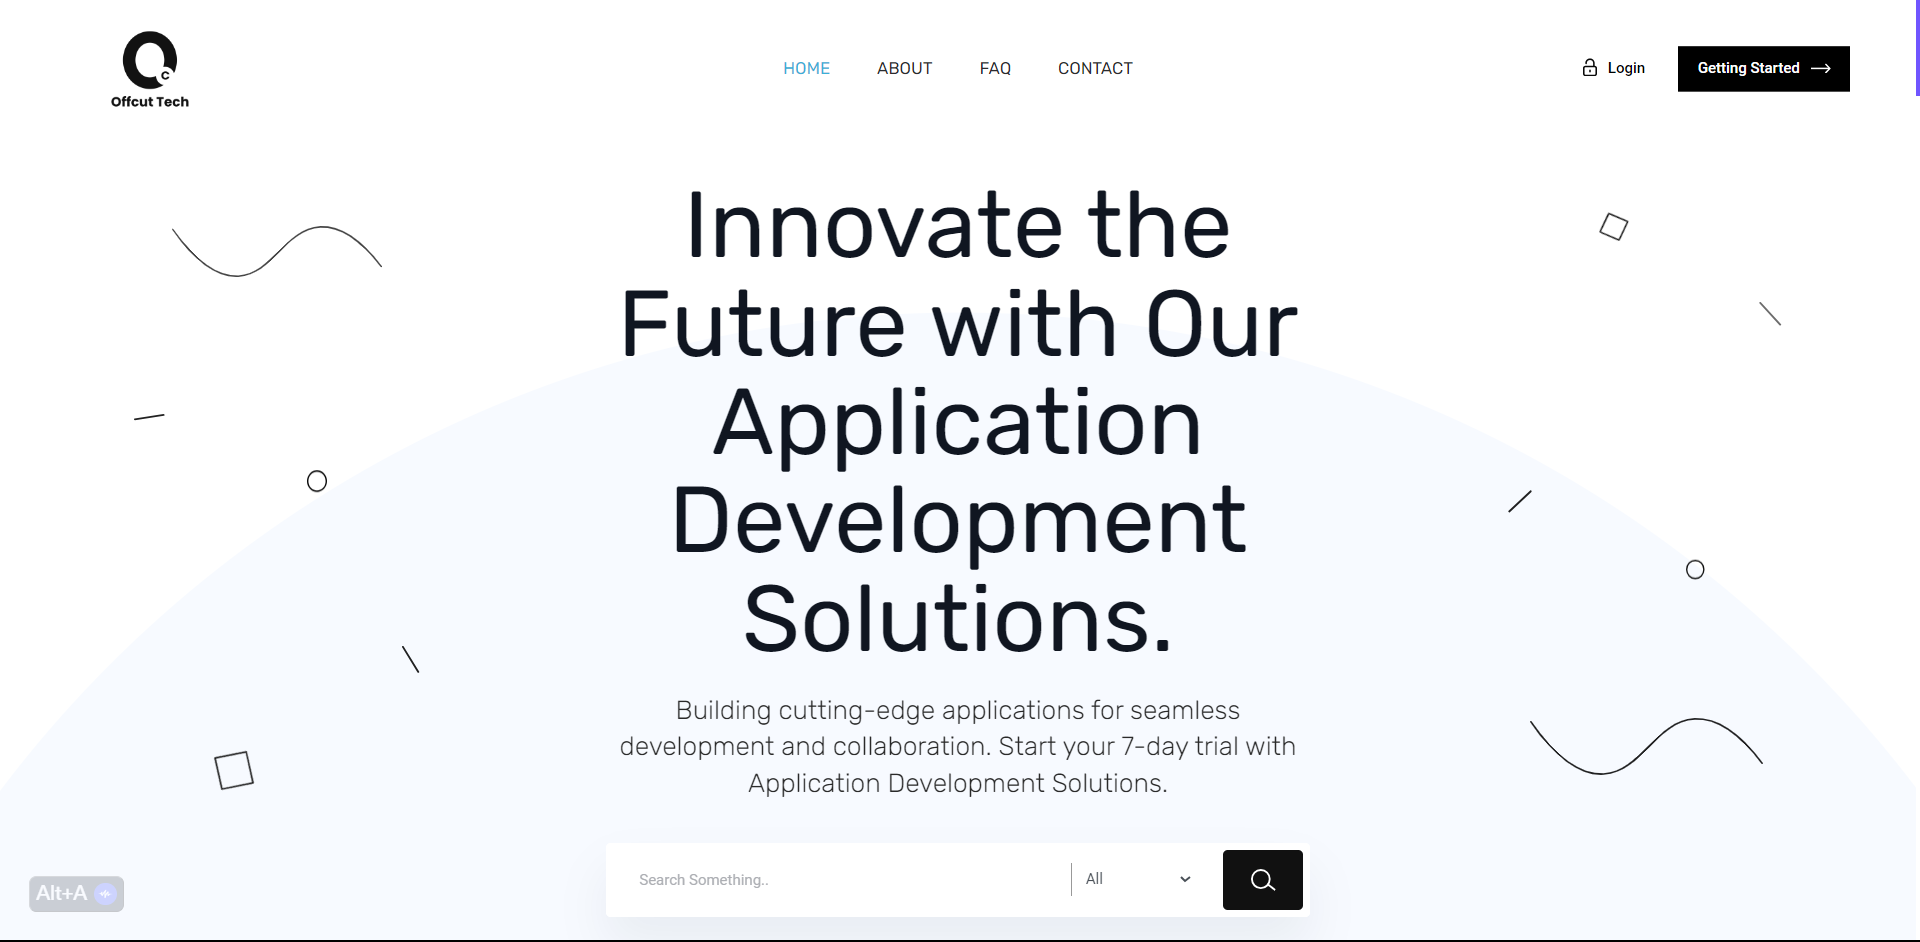 C
Offcut Tech
HOME ABOUT FAQ CONTACT
Login
Getting Started
Innovate the
Future with Our
Application
Development
Solutions.
Building cutting-edge applications for seamless
development and collaboration. Start your 7-day trial with
Application Development Solutions.
Search Something..
All
Alt+A